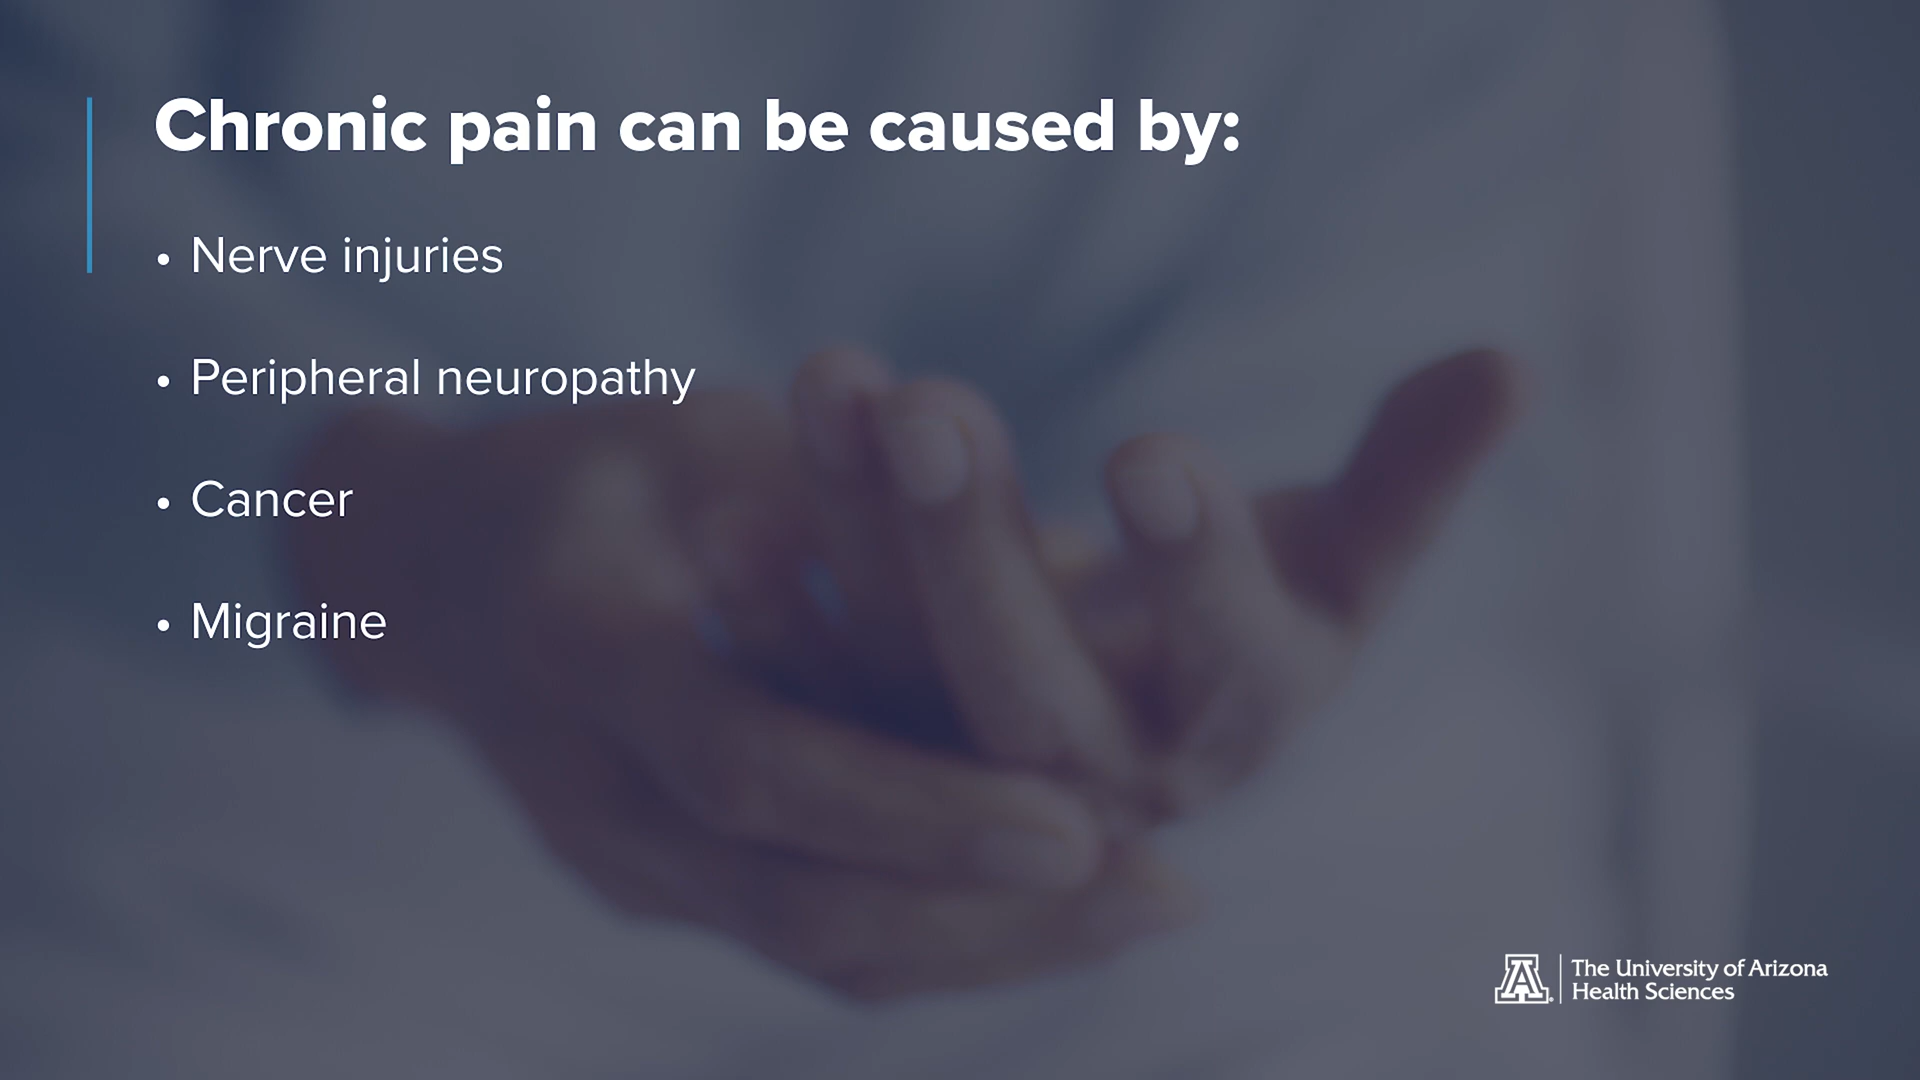 Chronic pain can be caused by:
• Nerve injuries
• Peripheral neuropathy
• Cancer
• Migraine
A
The University of Arizona
Health Sciences